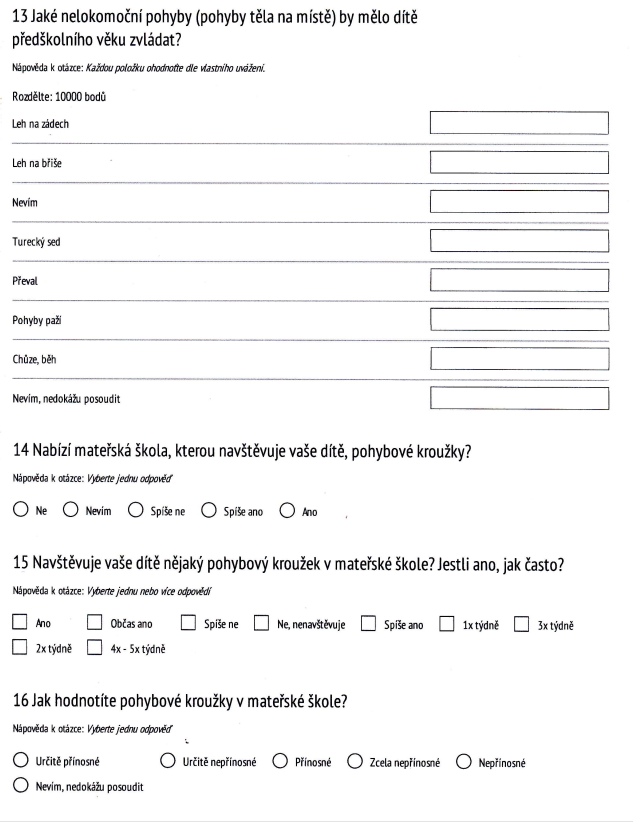 13 Jaké nelokomoční pohyby (pohyby těla na místě) by mělo dítě
předškolního věku zvládat?
Nápověda k otázce: Každou položku ohodnoťte dle vlastního uvážení.
Rozdělte: 10000 bodů
Leh na zádech
Leh na břiše
Nevím
Turecký sed
Převal
Pohyby paží
Chůze, běh
Nevím, nedokážu posoudit
14 Nabízí mateřská škola, kterou navštěvuje vaše dítě, pohybové kroužky?
Nápověda k otázce: Vyberte jednu odpověď
Ne Nevím Spíše ne Spíše ano Ano
15 Navštěvuje vaše dítě nějaký pohybový kroužek v mateřské škole? Jestli ano, jak často?
Nápověda k otázce: Vyberte jednu nebo více odpovědí
Ano Občas ano Spíše ne Ne, nenavštěvuje Spíše ano 1x týdně 3x týdně
2x týdně 4x - 5x týdně
16 Jak hodnotíte pohybové kroužky v mateřské škole?
Nápověda k otázce: Vyberte jednu odpověď
Určitě přínosné Určitě nepřínosné Přínosné Zcela nepřínosné Nepřínosné
Nevím, nedokážu posoudit